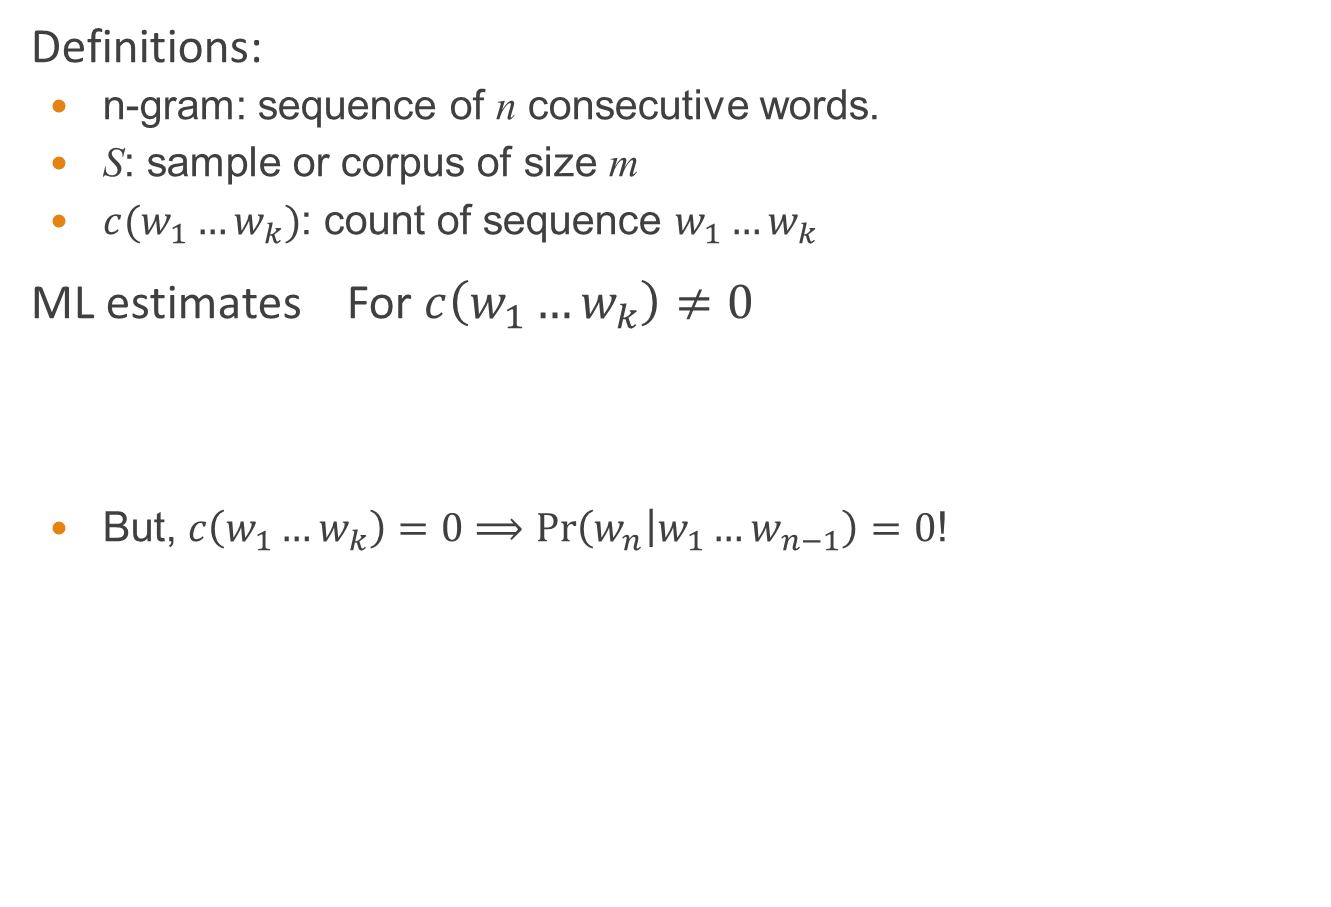 Definitions:
• n-gram: sequence of n consecutive words.
• S: sample or corpus of size m
• c(w₁ … wₖ): count of sequence w₁ … wₖ
ML estimates For c(w₁ … wₖ) ≠ 0
• But, c(w₁ … wₖ) = 0 ⟹ Pr(wₙ|w₁ … wₙ₋₁) = 0!